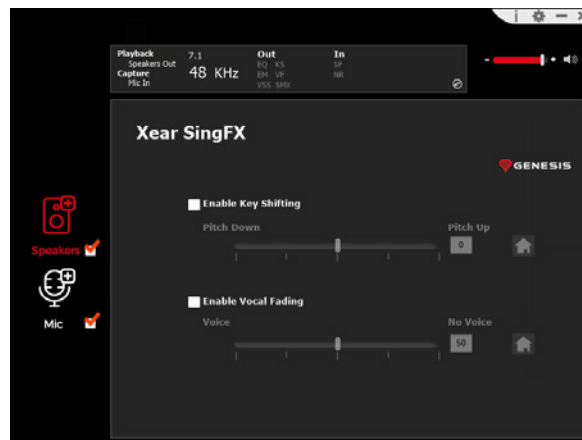 i
Playback 7.1 Out In
Speakers Out EQ KS SF
Capture 48 KHz EM VF NR
Mic In VSS SMX
- +
Xear SingFX
GENESIS
Enable Key Shifting
Pitch Down Pitch Up
0
Speakers
Enable Vocal Fading
Mic Voice No Voice
50